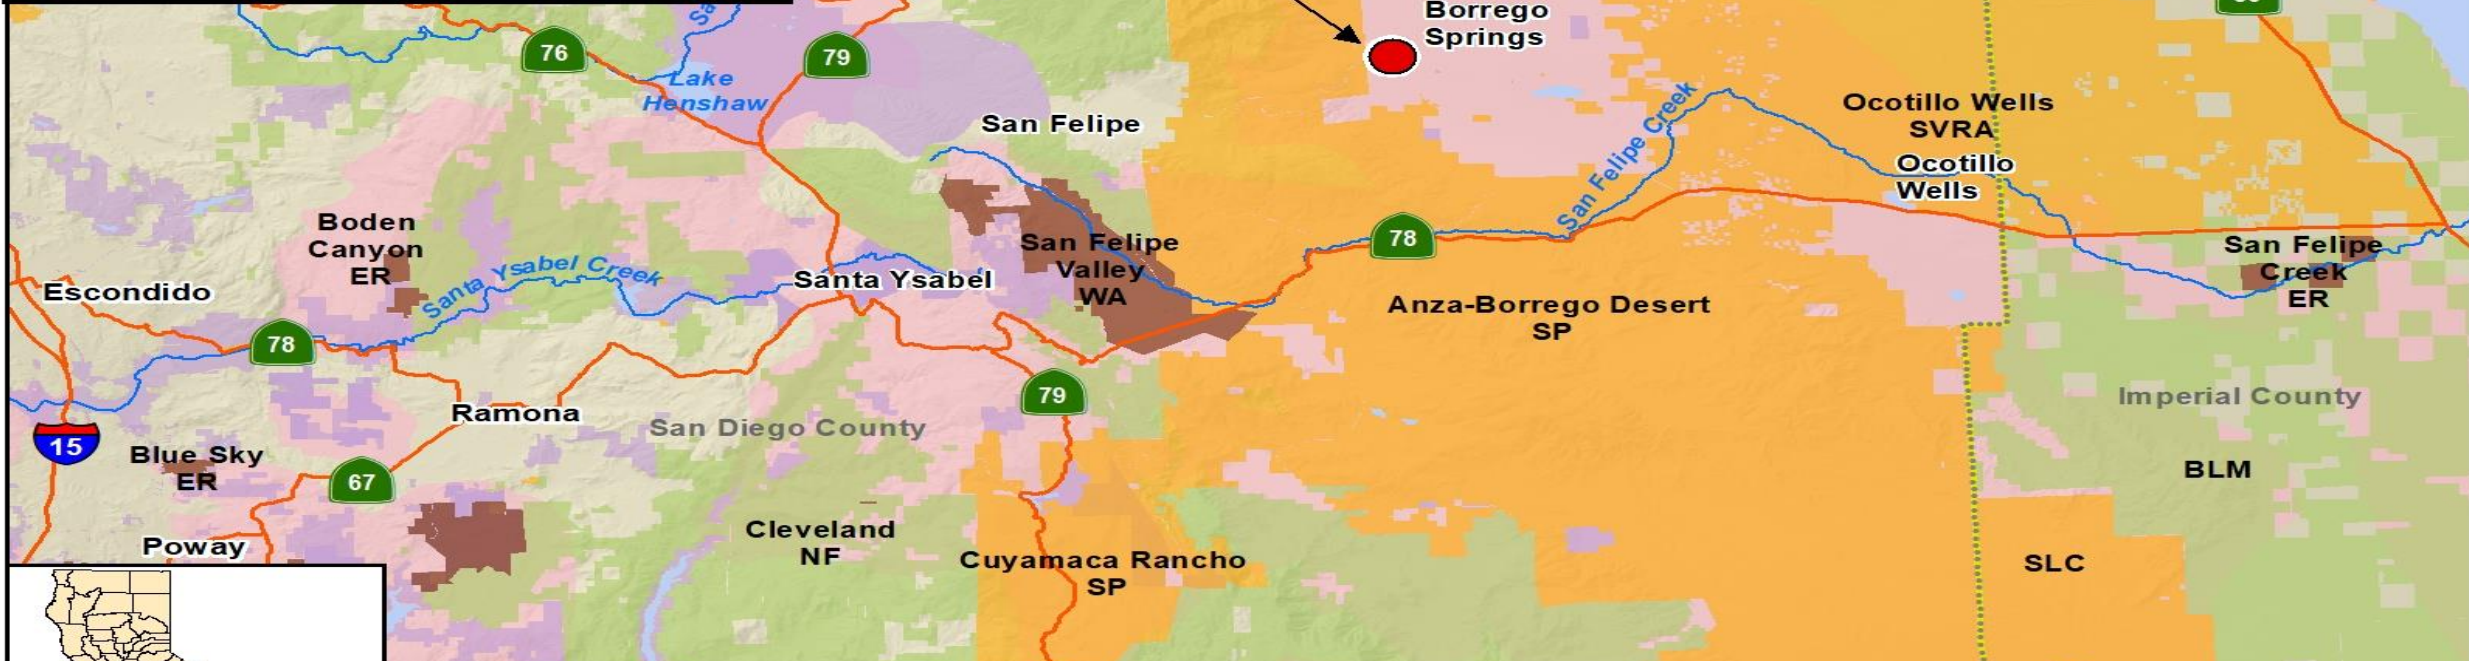 Borrego
Springs
76
79
Lake
Henshaw
San Felipe
San Felipe Creek
Ocotillo Wells
SVRA
Ocotillo
Wells
Boden
Canyon
ER
Santa Ysabel Creek
Santa Ysabel
San Felipe
Valley
WA
78
San Felipe
Creek
ER
Escondido
78
Anza-Borrego Desert
SP
79
Imperial County
Ramona
San Diego County
15
Blue Sky
ER
67
BLM
Poway
Cleveland
NF
Cuyamaca Rancho
SP
SLC